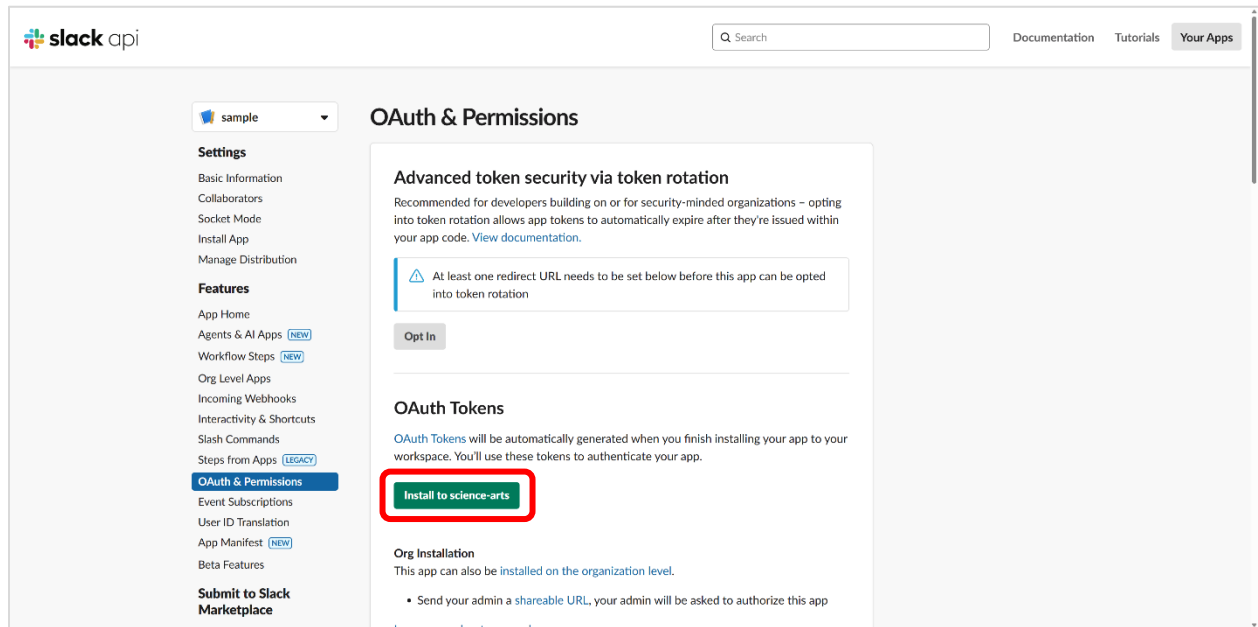 slack api
Search
Documentation
Tutorials
Your Apps
sample
Settings
Basic Information
Collaborators
Socket Mode
Install App
Manage Distribution
Features
App Home
Agents & AI Apps NEW
Workflow Steps NEW
Org Level Apps
Incoming Webhooks
Interactivity & Shortcuts
Slash Commands
Steps from Apps LEGACY
OAuth & Permissions
Event Subscriptions
User ID Translation
App Manifest NEW
Beta Features
Submit to Slack
Marketplace
OAuth & Permissions
Advanced token security via token rotation
Recommended for developers building on or for security-minded organizations – opting
into token rotation allows app tokens to automatically expire after they're issued within
your app code. View documentation.
At least one redirect URL needs to be set below before this app can be opted
into token rotation
Opt In
OAuth Tokens
OAuth Tokens will be automatically generated when you finish installing your app to your
workspace. You'll use these tokens to authenticate your app.
Install to science-arts
Org Installation
This app can also be installed on the organization level.
• Send your admin a shareable URL, your admin will be asked to authorize this app